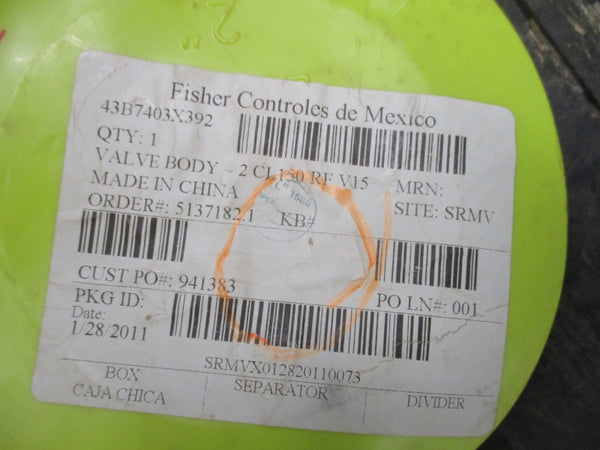 2"
Fisher Controles de Mexico
43B7403X392
QTY: 1
VALVE BODY ~ 2 CL150 RF V15
MRN:
MADE IN CHINA
SITE: SRMV
ORDER#: 5137182.1 KB#
CUST PO#: 941383
PO LN#: 001
PKG ID:
Date:
1/28/2011
SRMVX012820110073
BOX SEPARATOR DIVIDER
CAJA CHICA